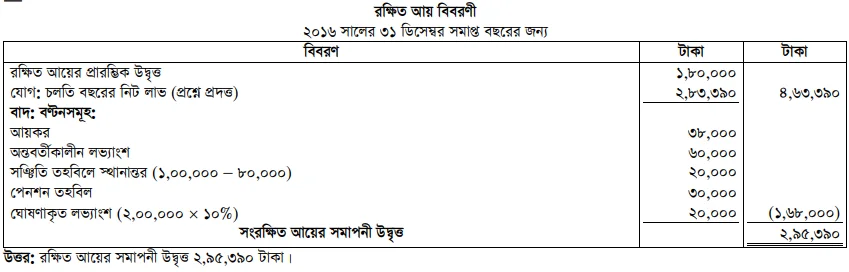 রক্ষিত আয় বিবরণী
২০১৬ সালের ৩১ ডিসেম্বর সমাপ্ত বছরের জন্য
বিবরণ টাকা টাকা
রক্ষিত আয়ের প্রারম্ভিক উদ্বৃত্ত ১,৮০,০০০
যোগ: চলতি বছরের নিট লাভ (প্রশ্নে প্রদত্ত) ২,৮৩,৩৯০ ৪,৬৩,৩৯০
বাদ: বণ্টনসমূহ:
আয়কর ৩৮,০০০
অন্তবর্তীকালীন লভ্যাংশ ৬০,০০০
সঞ্চিতি তহবিলে স্থানান্তর (১,০০,০০০ – ৮০,০০০) ২০,০০০
পেনশন তহবিল ৩০,০০০
ঘোষণাকৃত লভ্যাংশ (২,০০,০০০ × ১০%) ২০,০০০ (১,৬৮,০০০)
সংরক্ষিত আয়ের সমাপনী উদ্বৃত্ত ২,৯৫,৩৯০
উত্তর: রক্ষিত আয়ের সমাপনী উদ্বৃত্ত ২,৯৫,৩৯০ টাকা।